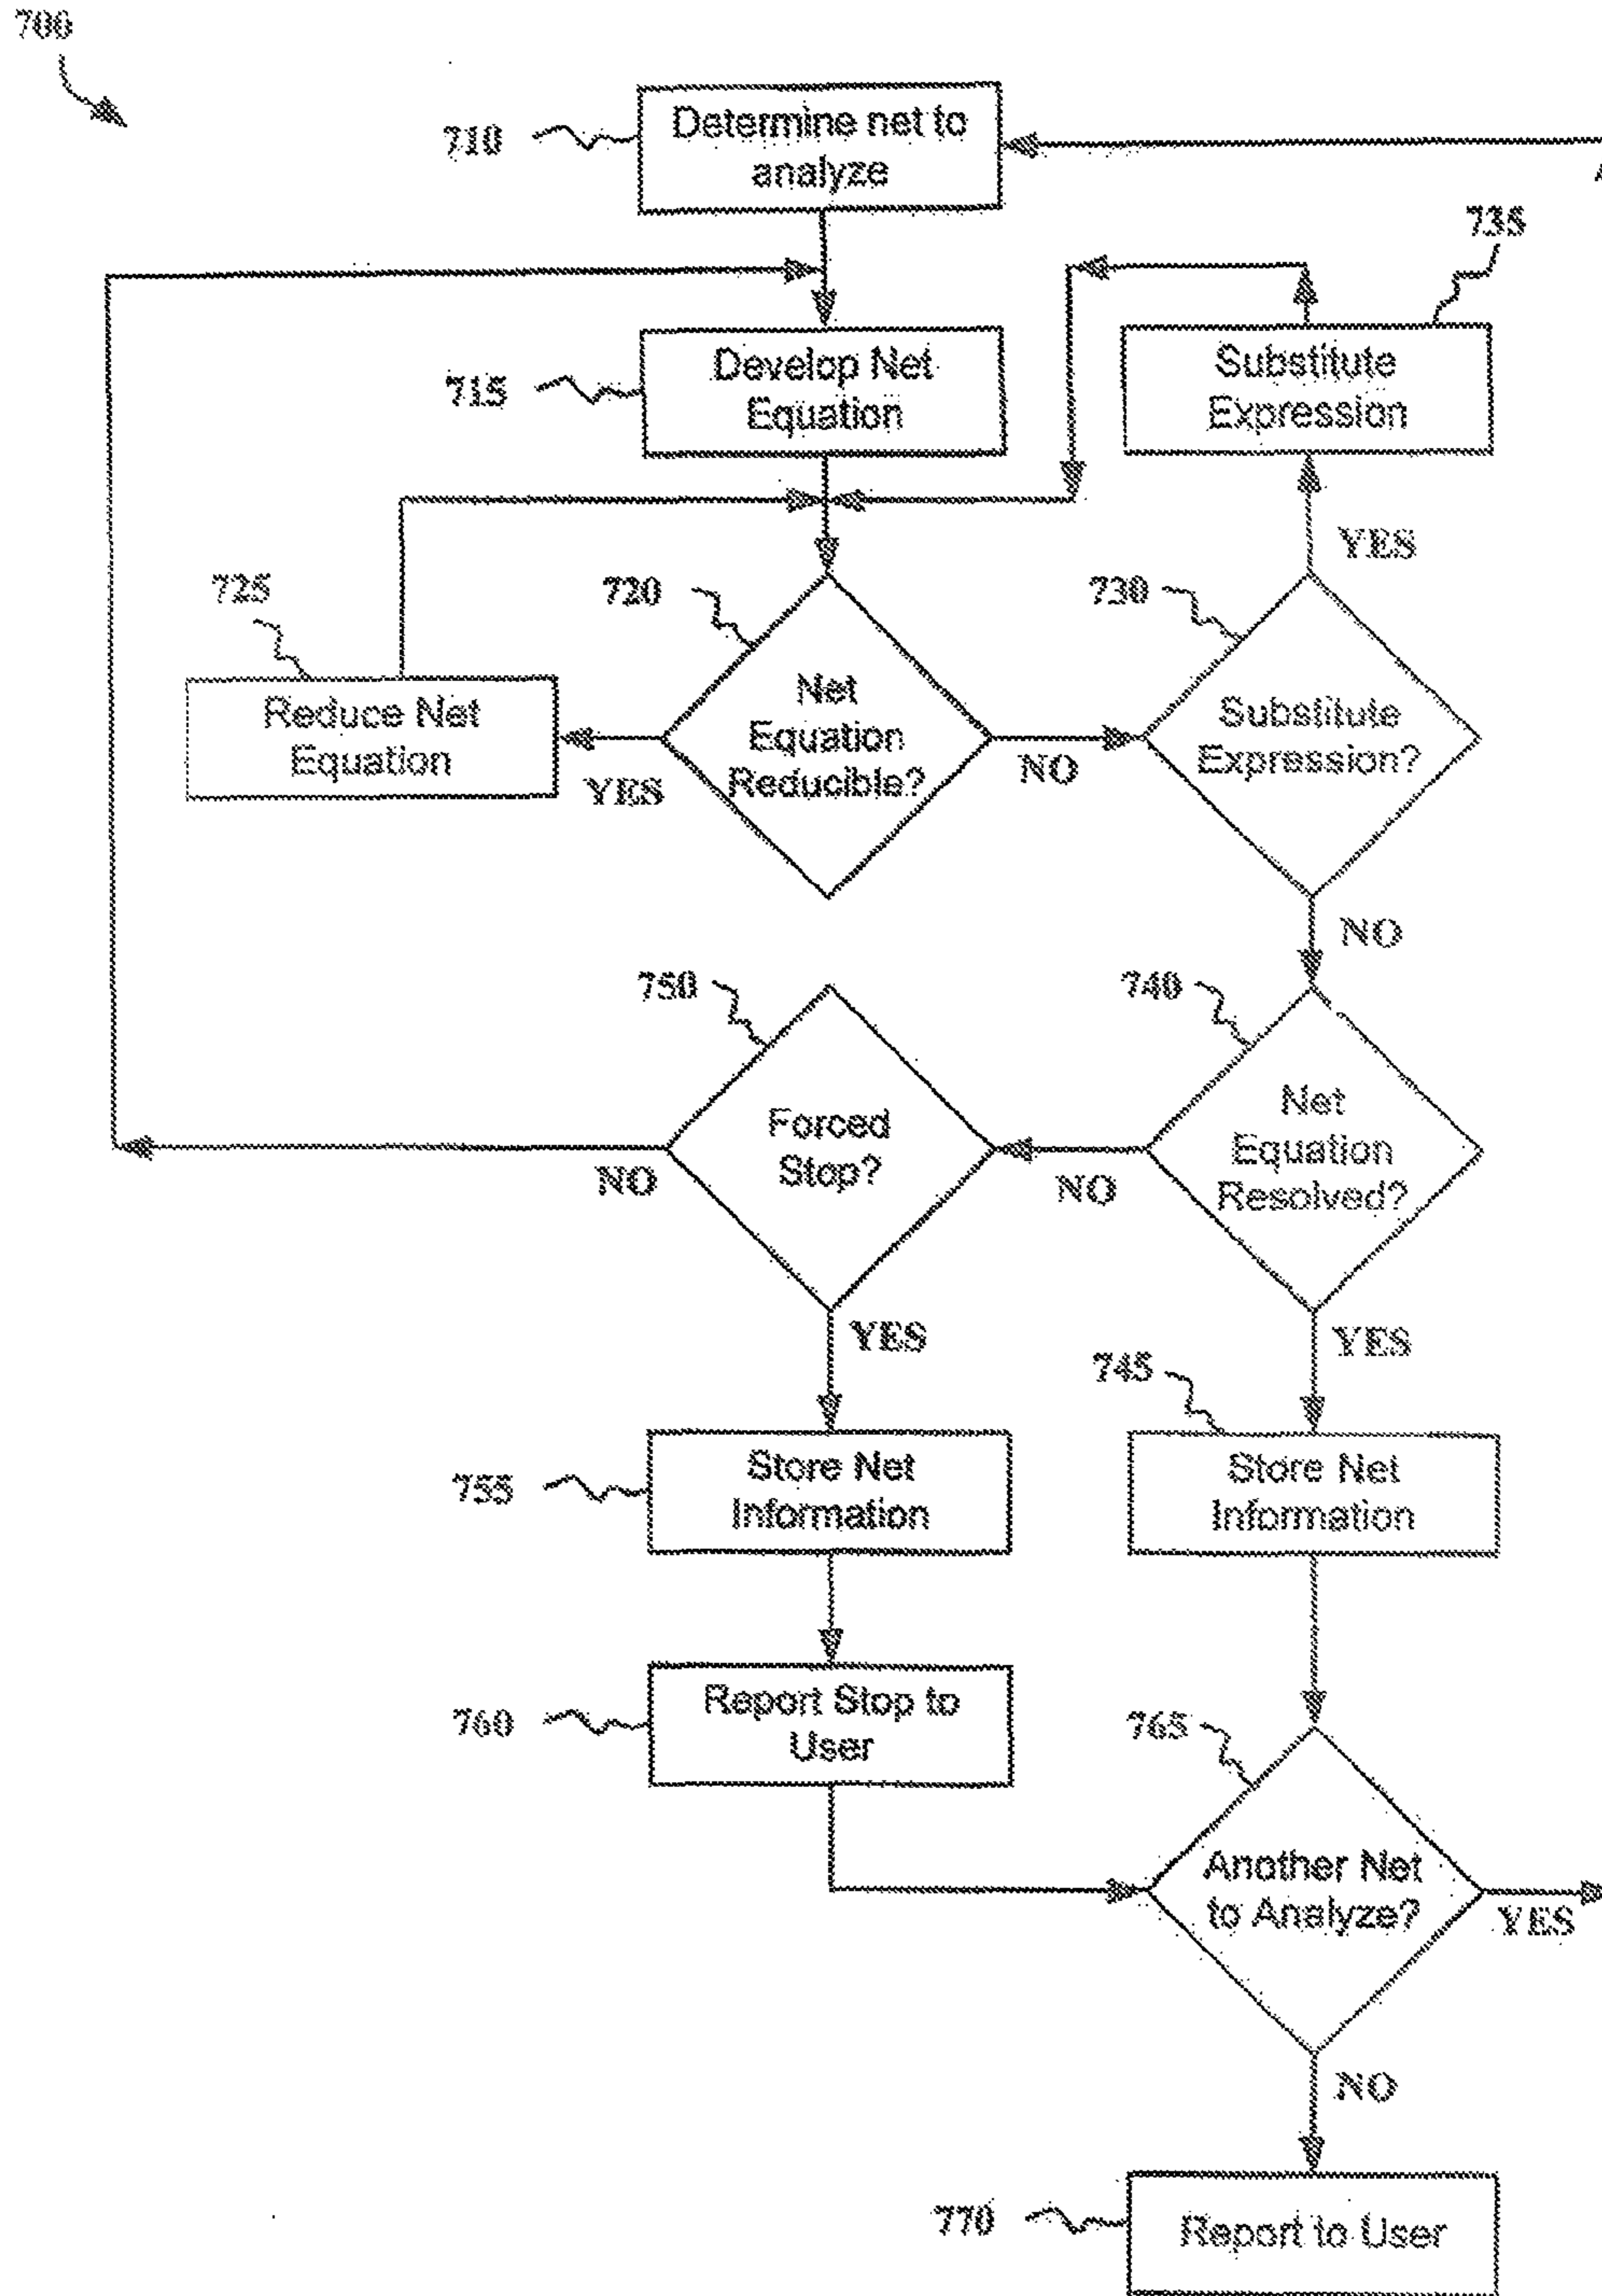 700
710
Determine net to
analyze
735
715
Develop Net
Equation
Substitute
Expression
YES
725
720
730
Reduce Net
Equation
Net
Equation
Reducible?
Substitute
Expression?
YES
NO
NO
750
740
Forced
Stop?
Net
Equation
Resolved?
NO
NO
YES
YES
745
755
Store Net
Information
Store Net
Information
760
Report Stop to
User
765
Another Net
to Analyze?
YES
NO
770
Report to User